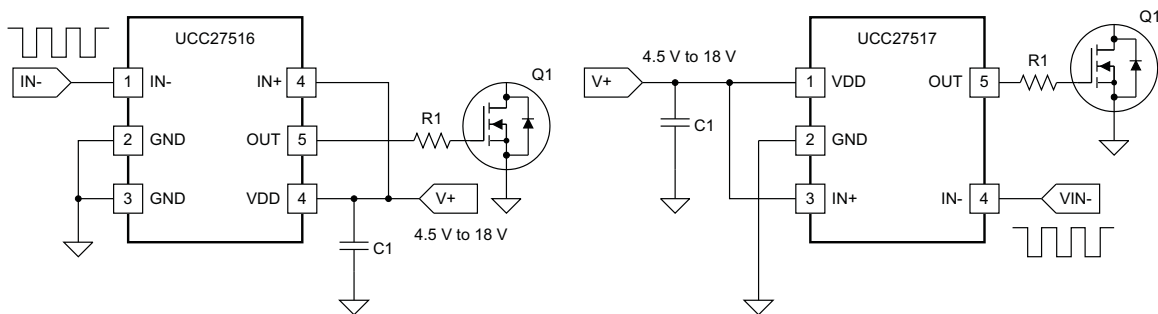 UCC27516
IN-
1
IN-
IN+
4
2
GND
OUT
5
R1
Q1
3
GND
VDD
4
V+
4.5 V to 18 V
C1
UCC27517
4.5 V to 18 V
V+
C1
1
VDD
OUT
5
R1
Q1
2
GND
3
IN+
IN-
4
VIN-